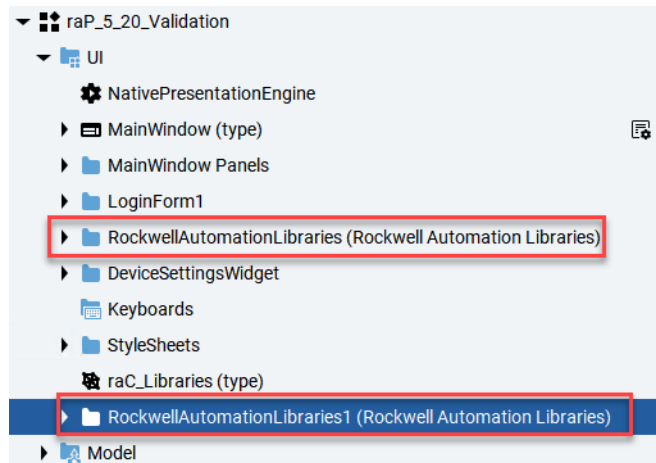 raP_5_20_Validation
UI
NativePresentationEngine
MainWindow (type)
MainWindow Panels
LoginForm1
RockwellAutomationLibraries (Rockwell Automation Libraries)
DeviceSettingsWidget
Keyboards
StyleSheets
raC_Libraries (type)
RockwellAutomationLibraries1 (Rockwell Automation Libraries)
Model